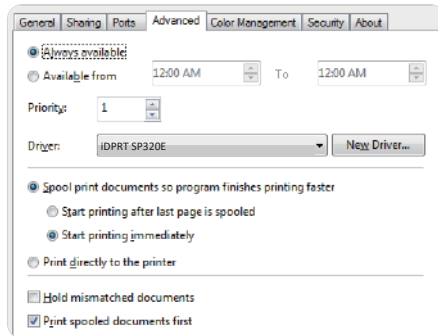 General Sharing Ports Advanced Color Management Security About
Always available
Available from 12:00 AM To 12:00 AM
Priority: 1
Driver: iDPRT SP320E New Driver...
Spool print documents so program finishes printing faster
Start printing after last page is spooled
Start printing immediately
Print directly to the printer
Hold mismatched documents
Print spooled documents first